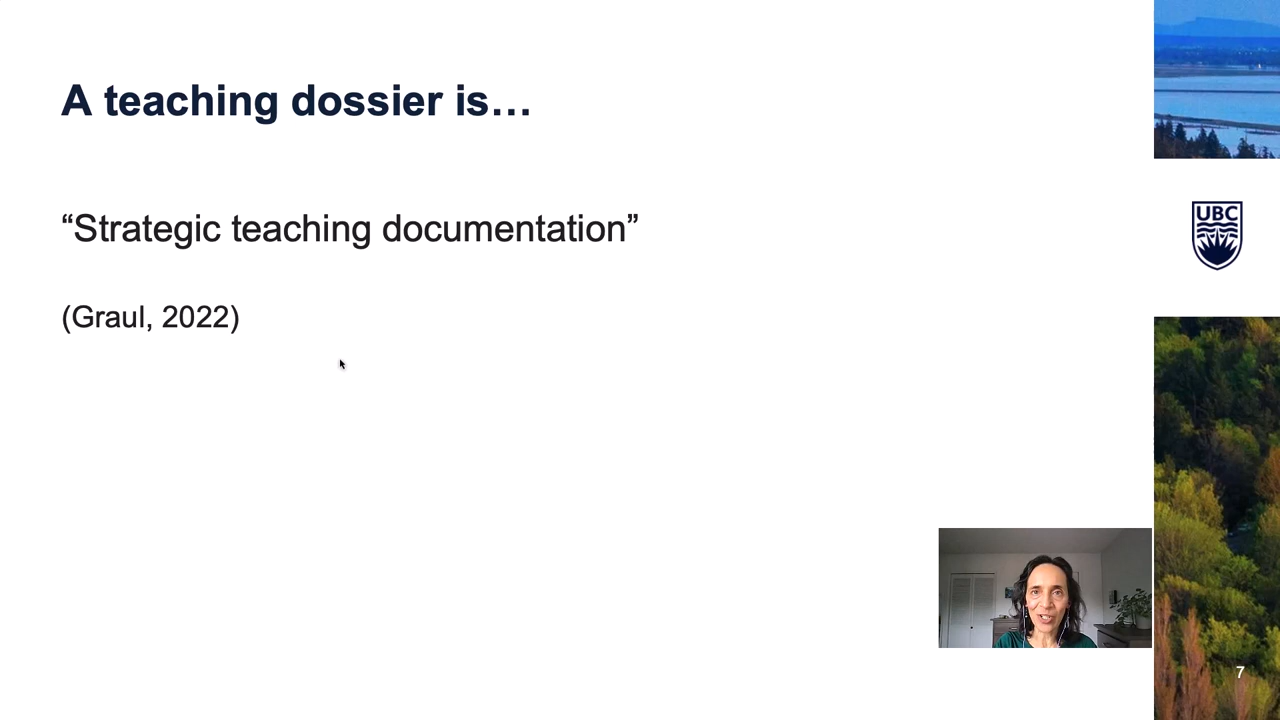 A teaching dossier is…
“Strategic teaching documentation”
(Graul, 2022)
UBC
7